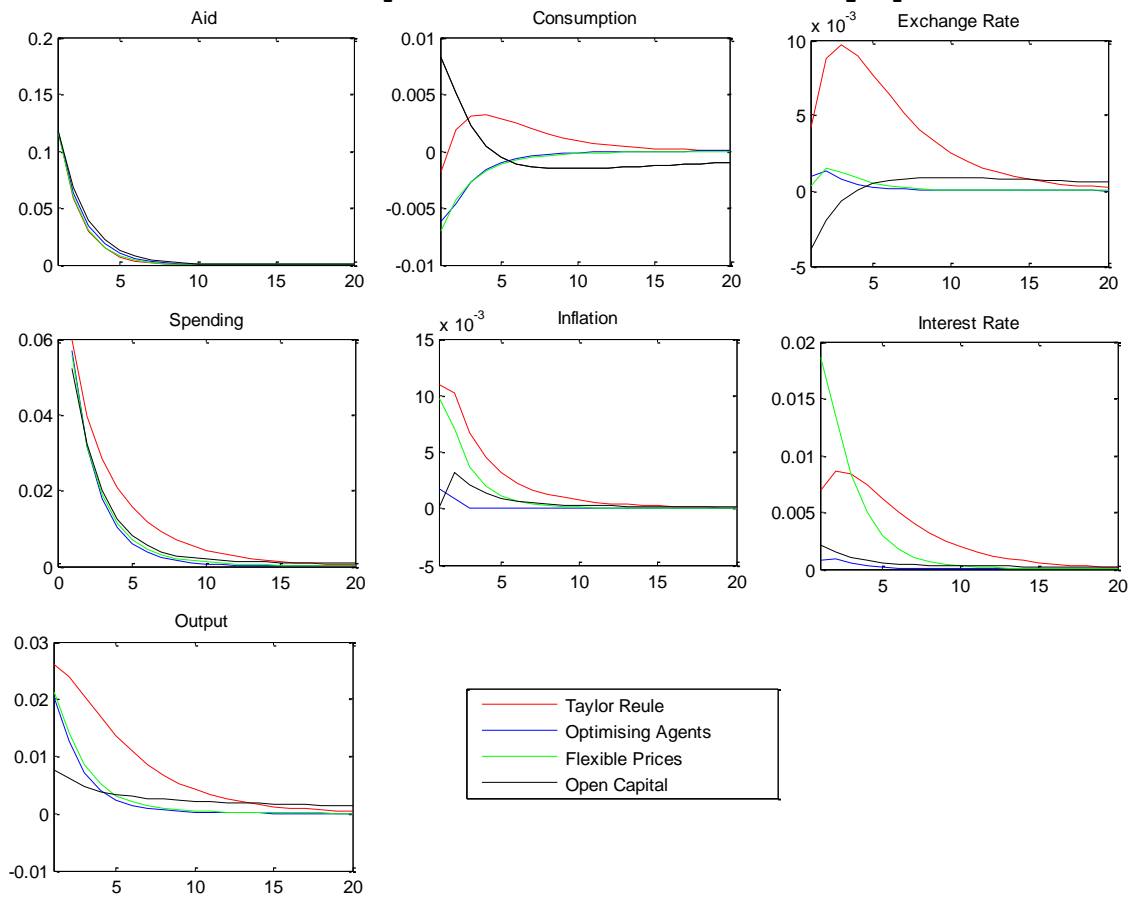 Aid
0.2
0.15
0.1
0.05
0
5 10 15 20
Consumption
0.01
0.005
0
-0.005
-0.01
5 10 15 20
x 10^-3 Exchange Rate
10
5
0
-5
5 10 15 20
Spending
0.06
0.04
0.02
0
0 5 10 15 20
x 10^-3 Inflation
15
10
5
0
-5
5 10 15 20
Interest Rate
0.02
0.015
0.01
0.005
0
5 10 15 20
Output
0.03
0.02
0.01
0
-0.01
5 10 15 20
Taylor Reule
Optimising Agents
Flexible Prices
Open Capital